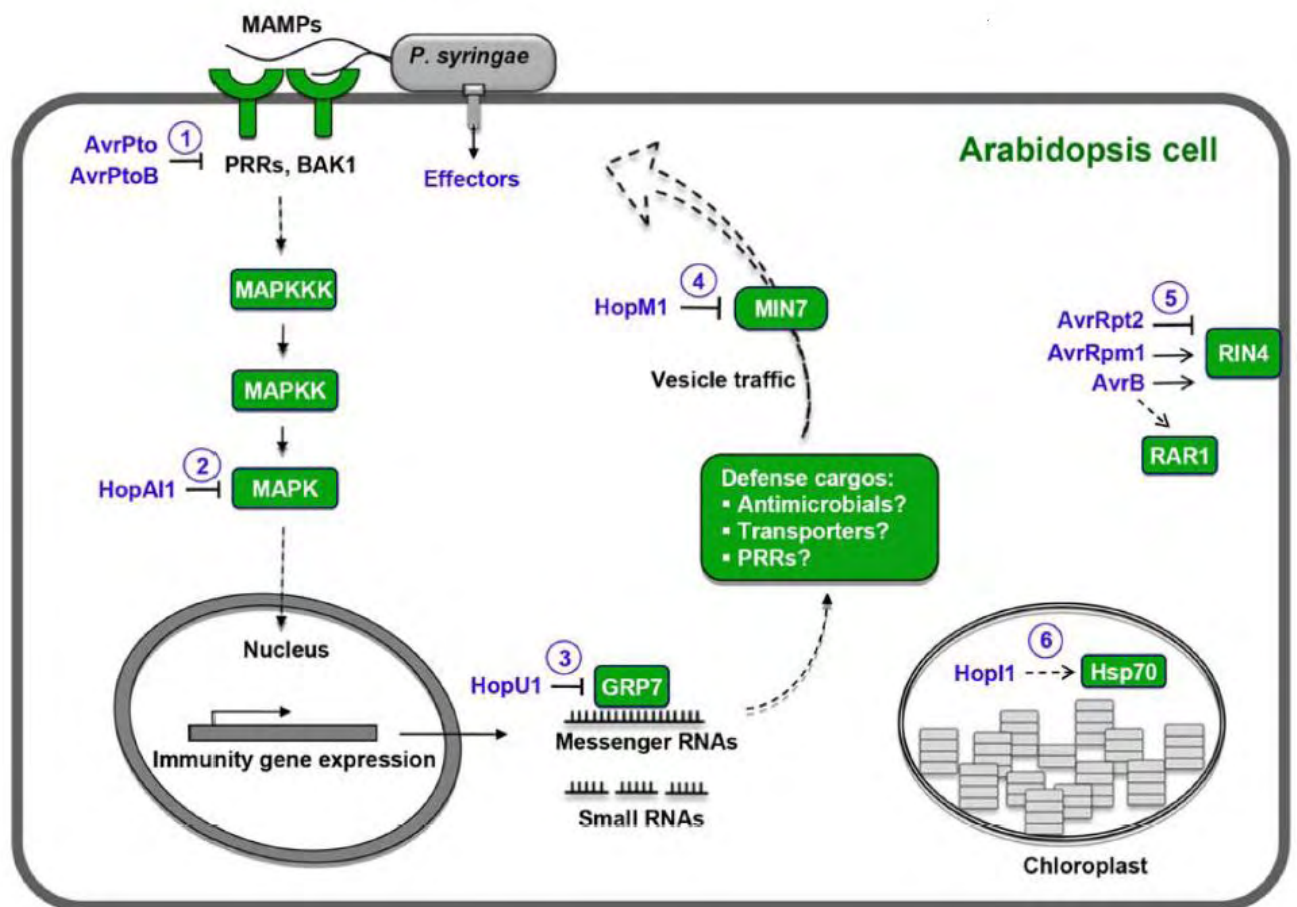 MAMPs
P. syringae
Arabidopsis cell
AvrPto
AvrPtoB
1
PRRs, BAK1
Effectors
MAPKKK
MAPKK
HopAI1
2
MAPK
HopM1
4
MIN7
Vesicle traffic
5
AvrRpt2
AvrRpm1
AvrB
RIN4
RAR1
Defense cargos:
▪ Antimicrobials?
▪ Transporters?
▪ PRRs?
Nucleus
Immunity gene expression
HopU1
3
GRP7
Messenger RNAs
Small RNAs
HopI1
6
Hsp70
Chloroplast